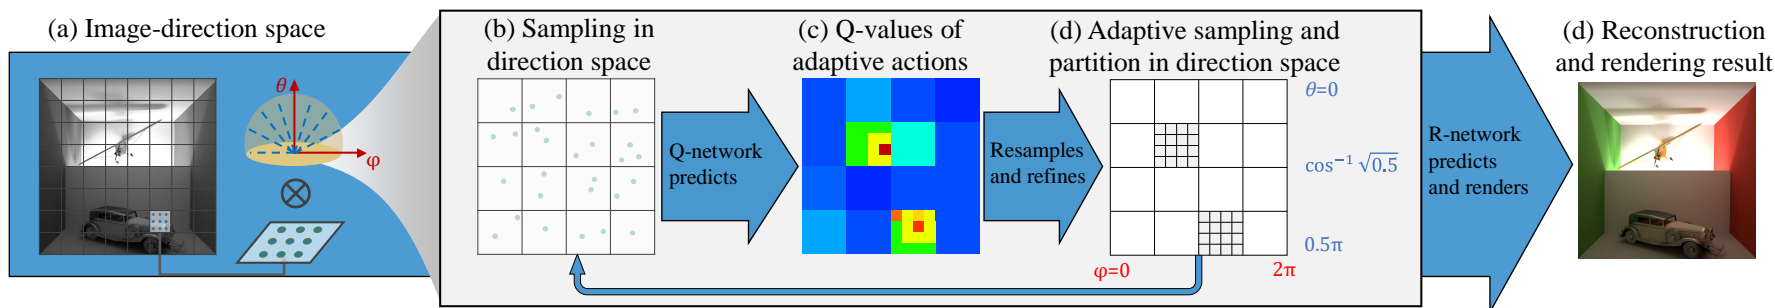 (a) Image-direction space
θ
φ
(b) Sampling in
direction space
Q-network
predicts
(c) Q-values of
adaptive actions
Resamples
and refines
(d) Adaptive sampling and
partition in direction space
θ=0
cos⁻¹ √0.5
0.5π
φ=0
2π
R-network
predicts
and renders
(d) Reconstruction
and rendering result